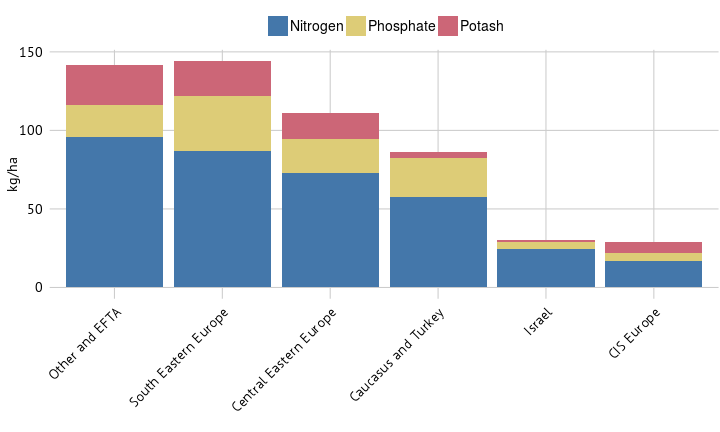 Nitrogen Phosphate Potash
150
100
50
0
kg/ha
Other and EFTA
South Eastern Europe
Central Eastern Europe
Caucasus and Turkey
Israel
CIS Europe